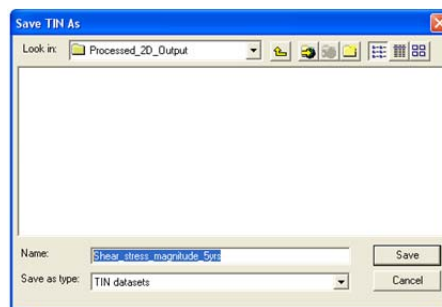 Save TIN As
Look in: Processed_2D_Output
Name: Shear_stress_magnitude_5yrs Save
Save as type: TIN datasets Cancel